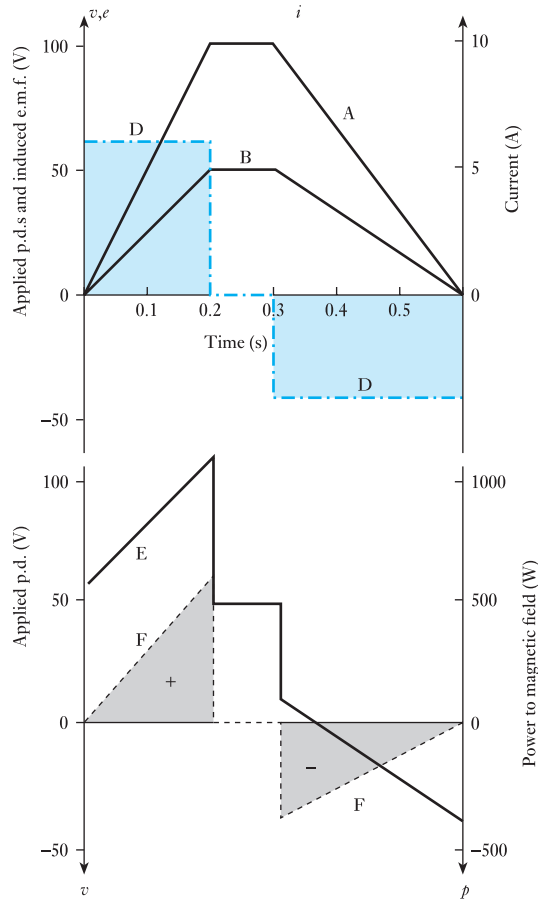 v,e
i
100
10
Applied p.d.s and induced e.m.f. (V)
D
A
B
50
5
Current (A)
0
0
0.1
0.2
0.3
0.4
0.5
Time (s)
D
−50
100
1000
Applied p.d. (V)
E
50
500
F
+
Power to magnetic field (W)
0
0
−
F
−50
−500
v
p